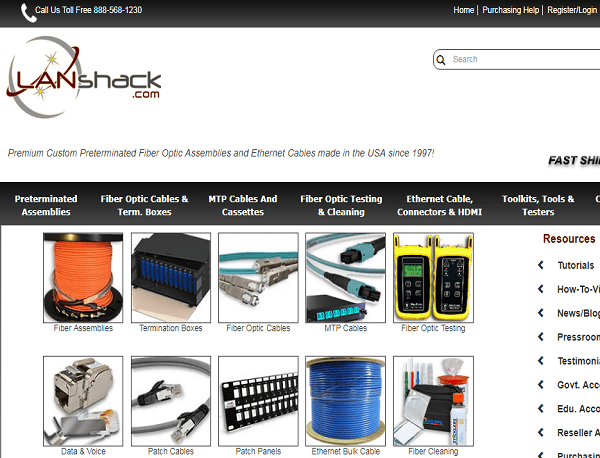 Call Us Toll Free 888-568-1230
Home | Purchasing Help | Register/Login
LANshack
.com
Search
Premium Custom Preterminated Fiber Optic Assemblies and Ethernet Cables made in the USA since 1997!
FAST
Preterminated Assemblies
Fiber Optic Cables & Term. Boxes
MTP Cables And Cassettes
Fiber Optic Testing & Cleaning
Ethernet Cable, Connectors & HDMI
Toolkits, Tools & Testers
Resources
Fiber Assemblies
Termination Boxes
Fiber Optic Cables
MTP Cables
Fiber Optic Testing
Tutorials
How-To-Vi
News/Blog
Pressroom
Testimonia
Govt. Acc
Edu. Acco
Reseller A
Purchasing
Data & Voice
Patch Cables
Patch Panels
Ethernet Bulk Cable
Fiber Cleaning